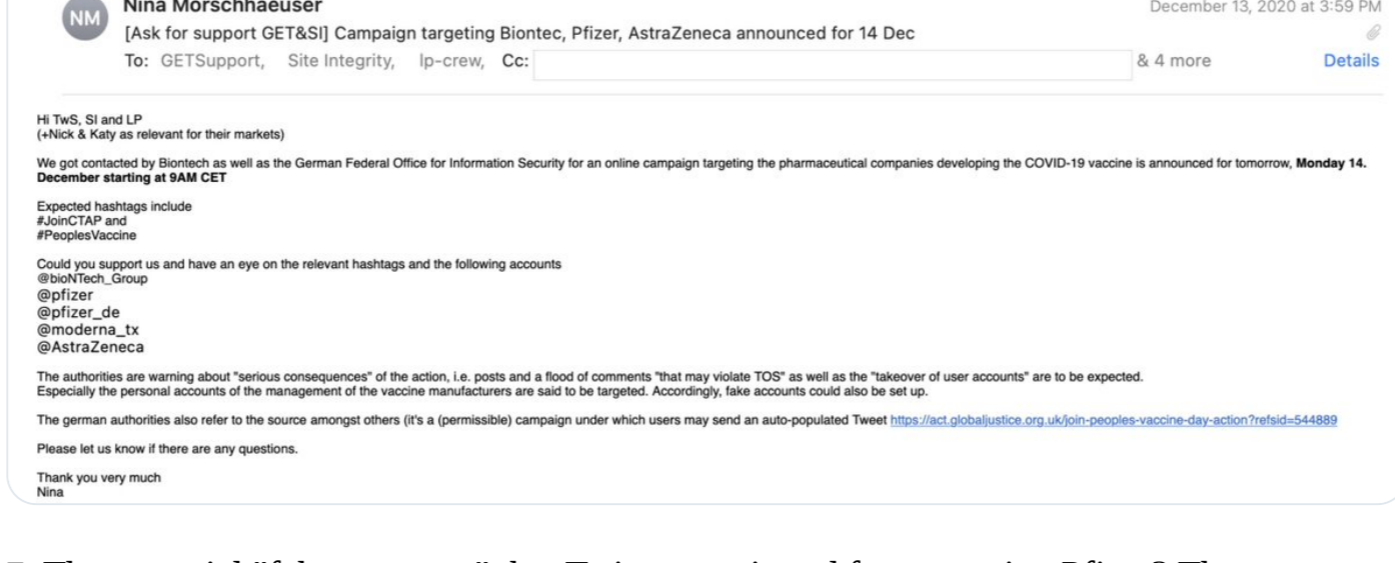 NM
Nina Morschhaeuser
December 13, 2020 at 3:59 PM
[Ask for support GET&SI] Campaign targeting Biontec, Pfizer, AstraZeneca announced for 14 Dec
To: GETSupport, Site Integrity, lp-crew, Cc: & 4 more Details
Hi TwS, SI and LP
(+Nick & Katy as relevant for their markets)
We got contacted by Biontech as well as the German Federal Office for Information Security for an online campaign targeting the pharmaceutical companies developing the COVID-19 vaccine is announced for tomorrow, Monday 14.
December starting at 9AM CET
Expected hashtags include
#JoinCTAP and
#PeoplesVaccine
Could you support us and have an eye on the relevant hashtags and the following accounts
@bioNTech_Group
@pfizer
@pfizer_de
@moderna_tx
@AstraZeneca
The authorities are warning about "serious consequences" of the action, i.e. posts and a flood of comments "that may violate TOS" as well as the "takeover of user accounts" are to be expected.
Especially the personal accounts of the management of the vaccine manufacturers are said to be targeted. Accordingly, fake accounts could also be set up.
The german authorities also refer to the source amongst others (it's a (permissible) campaign under which users may send an auto-populated Tweet https://act.globaljustice.org.uk/join-peoples-vaccine-day-action?refsid=544889
Please let us know if there are any questions.
Thank you very much
Nina